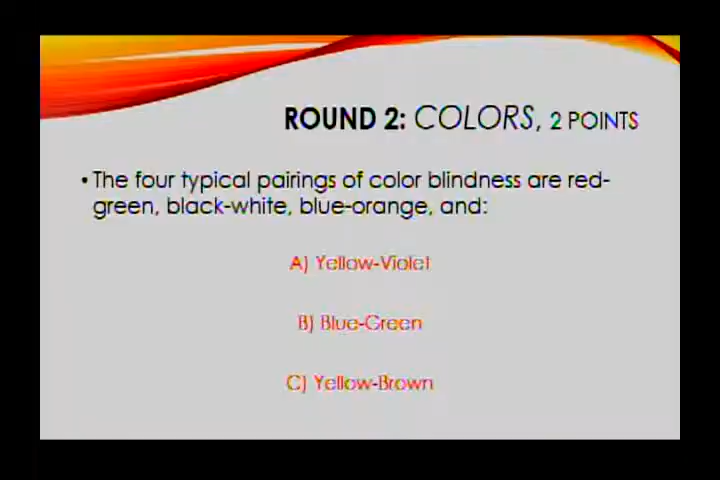 ROUND 2: COLORS, 2 POINTS
• The four typical pairings of color blindness are red-
green, black-white, blue-orange, and:
A) Yellow-Violet
B) Blue-Green
C) Yellow-Brown